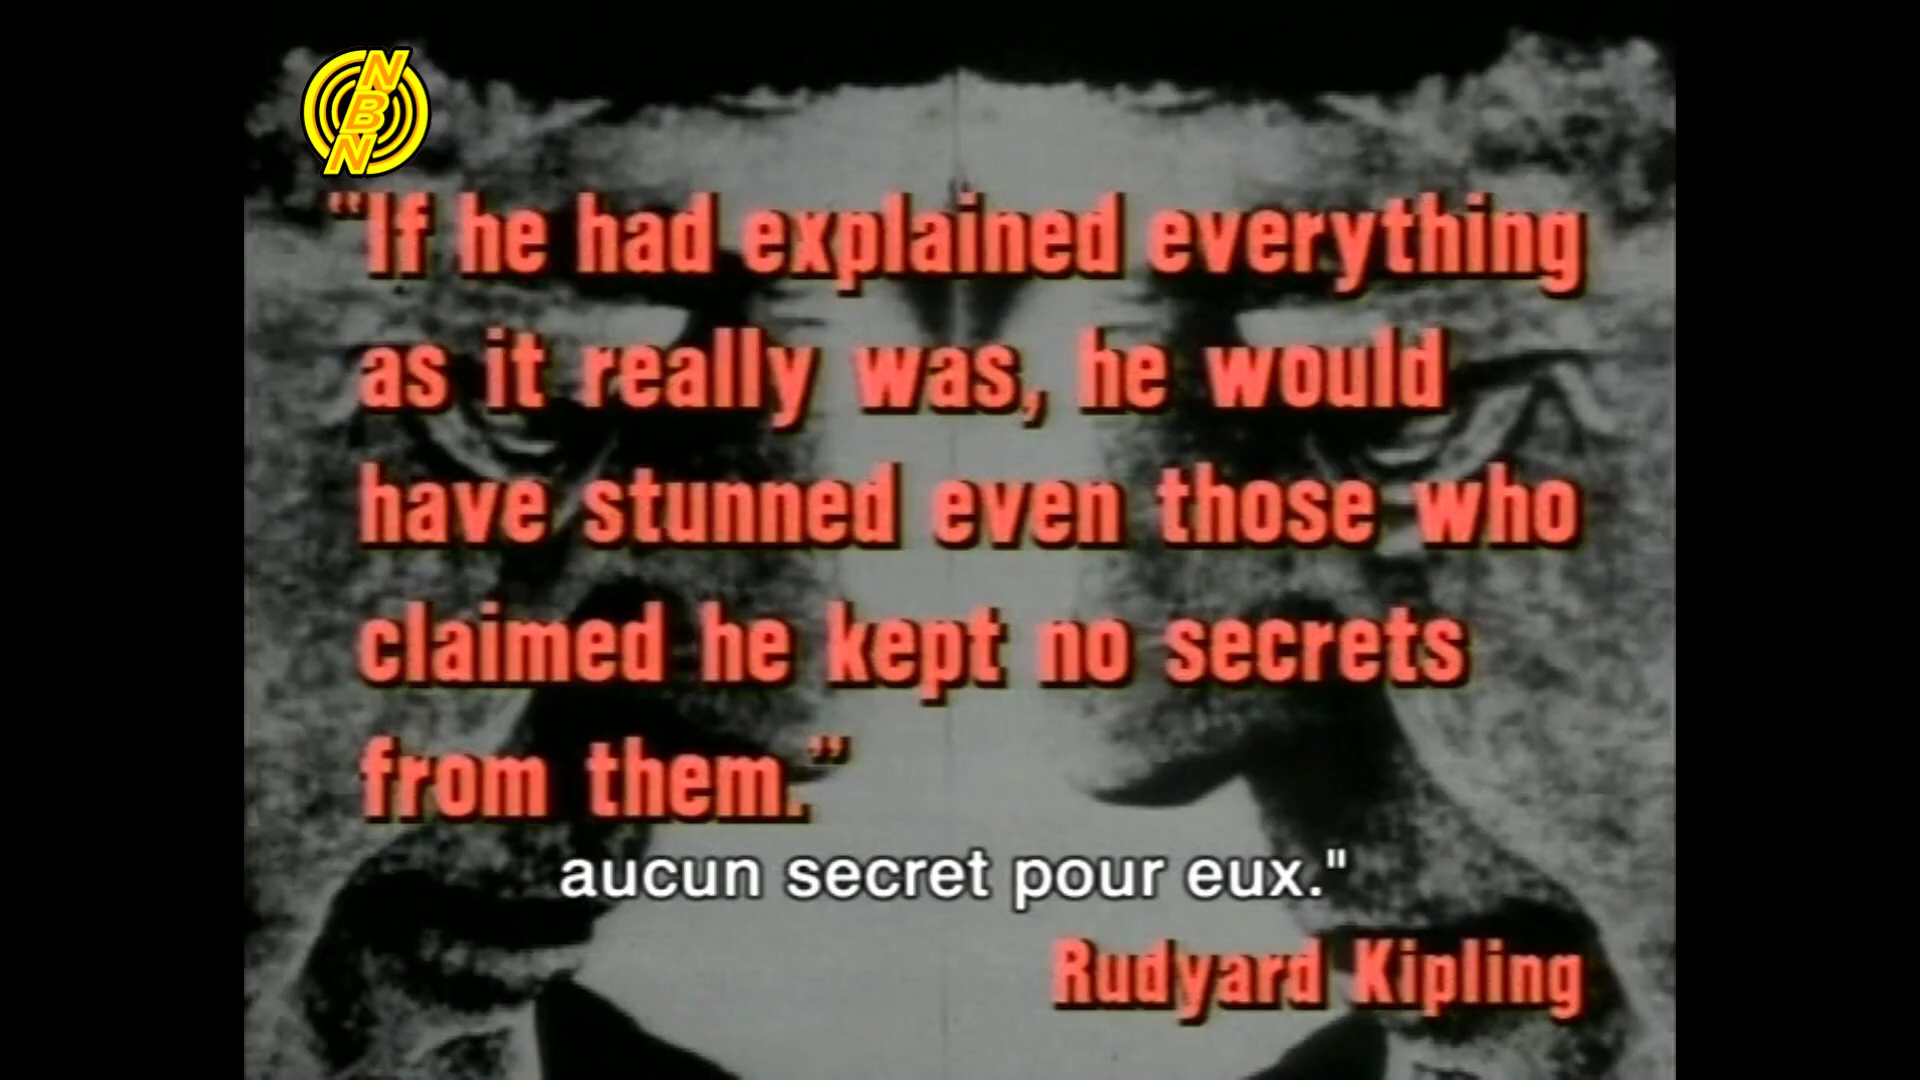 NBN
"If he had explained everything
as it really was, he would
have stunned even those who
claimed he kept no secrets
from them."
aucun secret pour eux."
Rudyard Kipling